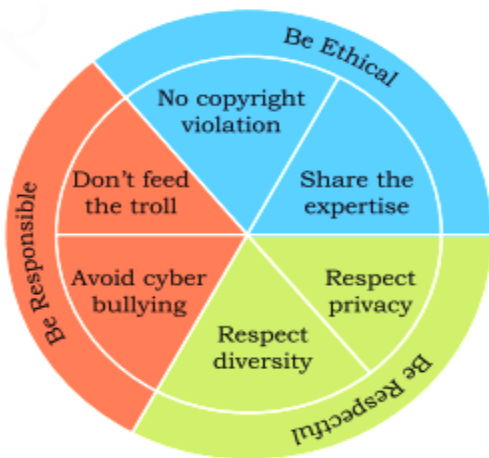 Be Ethical
No copyright
violation
Share the
expertise
Don't feed
the troll
Be Responsible
Avoid cyber
bullying
Respect
privacy
Respect
diversity
Be Respectful